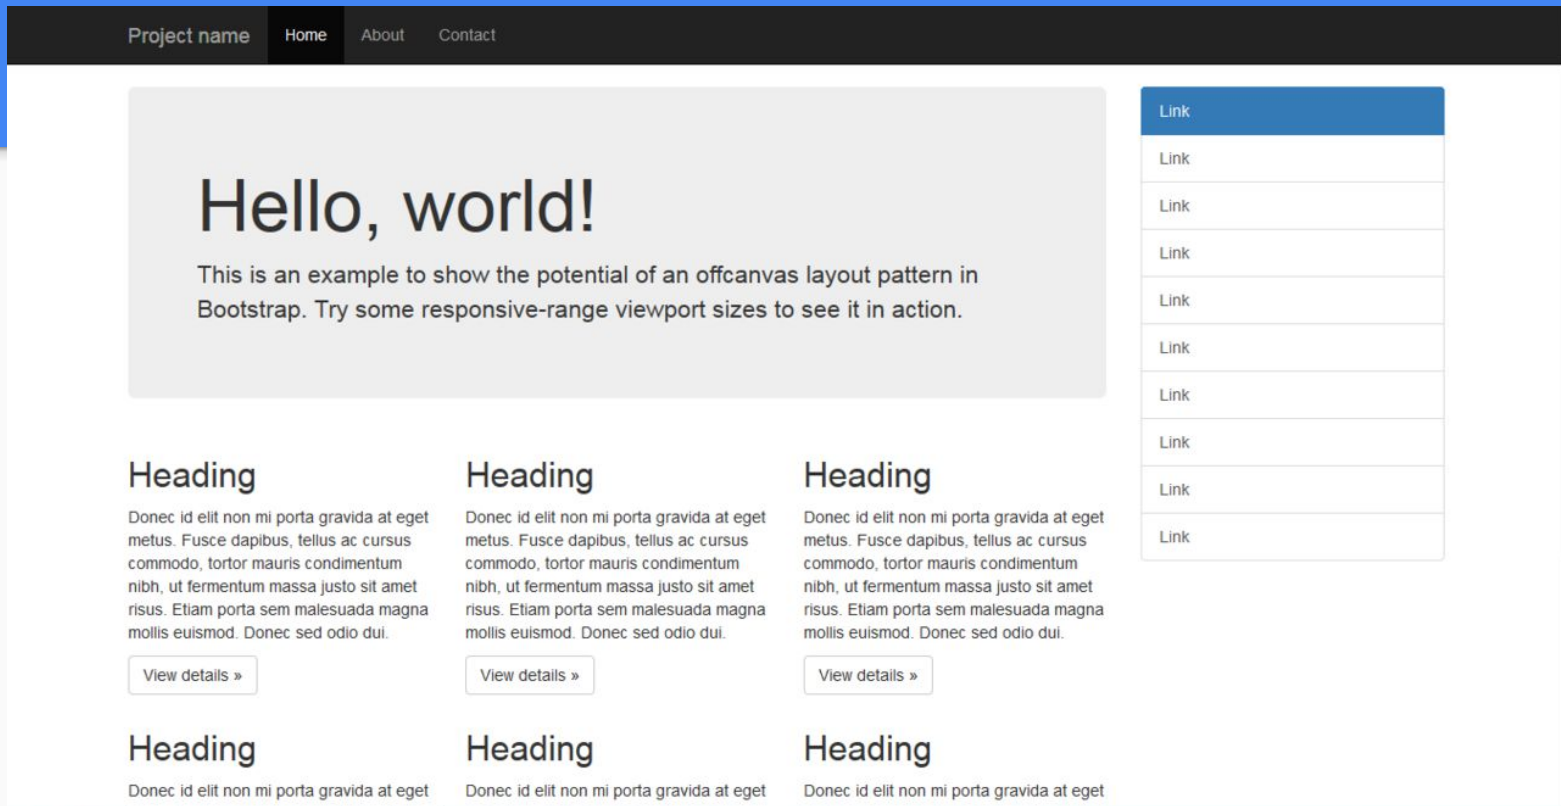 Project name Home About Contact
Hello, world!
This is an example to show the potential of an offcanvas layout pattern in
Bootstrap. Try some responsive-range viewport sizes to see it in action.
Link
Link
Link
Link
Link
Link
Link
Link
Link
Link
Heading
Donec id elit non mi porta gravida at eget
metus. Fusce dapibus, tellus ac cursus
commodo, tortor mauris condimentum
nibh, ut fermentum massa justo sit amet
risus. Etiam porta sem malesuada magna
mollis euismod. Donec sed odio dui.
View details »
Heading
Donec id elit non mi porta gravida at eget
metus. Fusce dapibus, tellus ac cursus
commodo, tortor mauris condimentum
nibh, ut fermentum massa justo sit amet
risus. Etiam porta sem malesuada magna
mollis euismod. Donec sed odio dui.
View details »
Heading
Donec id elit non mi porta gravida at eget
metus. Fusce dapibus, tellus ac cursus
commodo, tortor mauris condimentum
nibh, ut fermentum massa justo sit amet
risus. Etiam porta sem malesuada magna
mollis euismod. Donec sed odio dui.
View details »
Heading
Donec id elit non mi porta gravida at eget
Heading
Donec id elit non mi porta gravida at eget
Heading
Donec id elit non mi porta gravida at eget